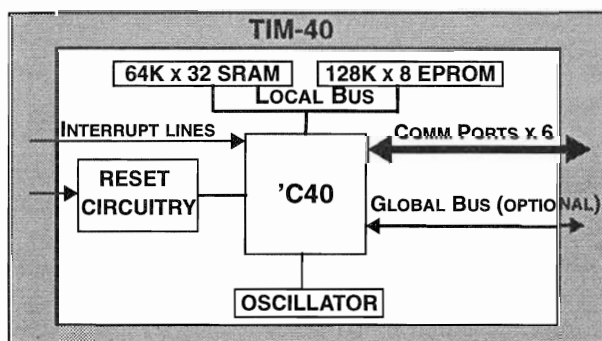 TIM-40
64K x 32 SRAM
128K x 8 EPROM
LOCAL BUS
INTERRUPT LINES
COMM PORTS X 6
RESET
CIRCUITRY
'C40
GLOBAL BUS (OPTIONAL)
OSCILLATOR